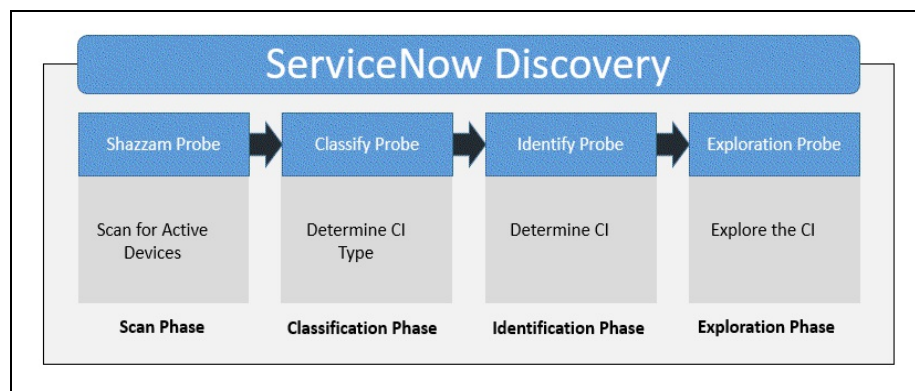 ServiceNow Discovery
Shazzam Probe
Classify Probe
Identify Probe
Exploration Probe
Scan for Active
Devices
Determine CI
Type
Determine CI
Explore the CI
Scan Phase
Classification Phase
Identification Phase
Exploration Phase